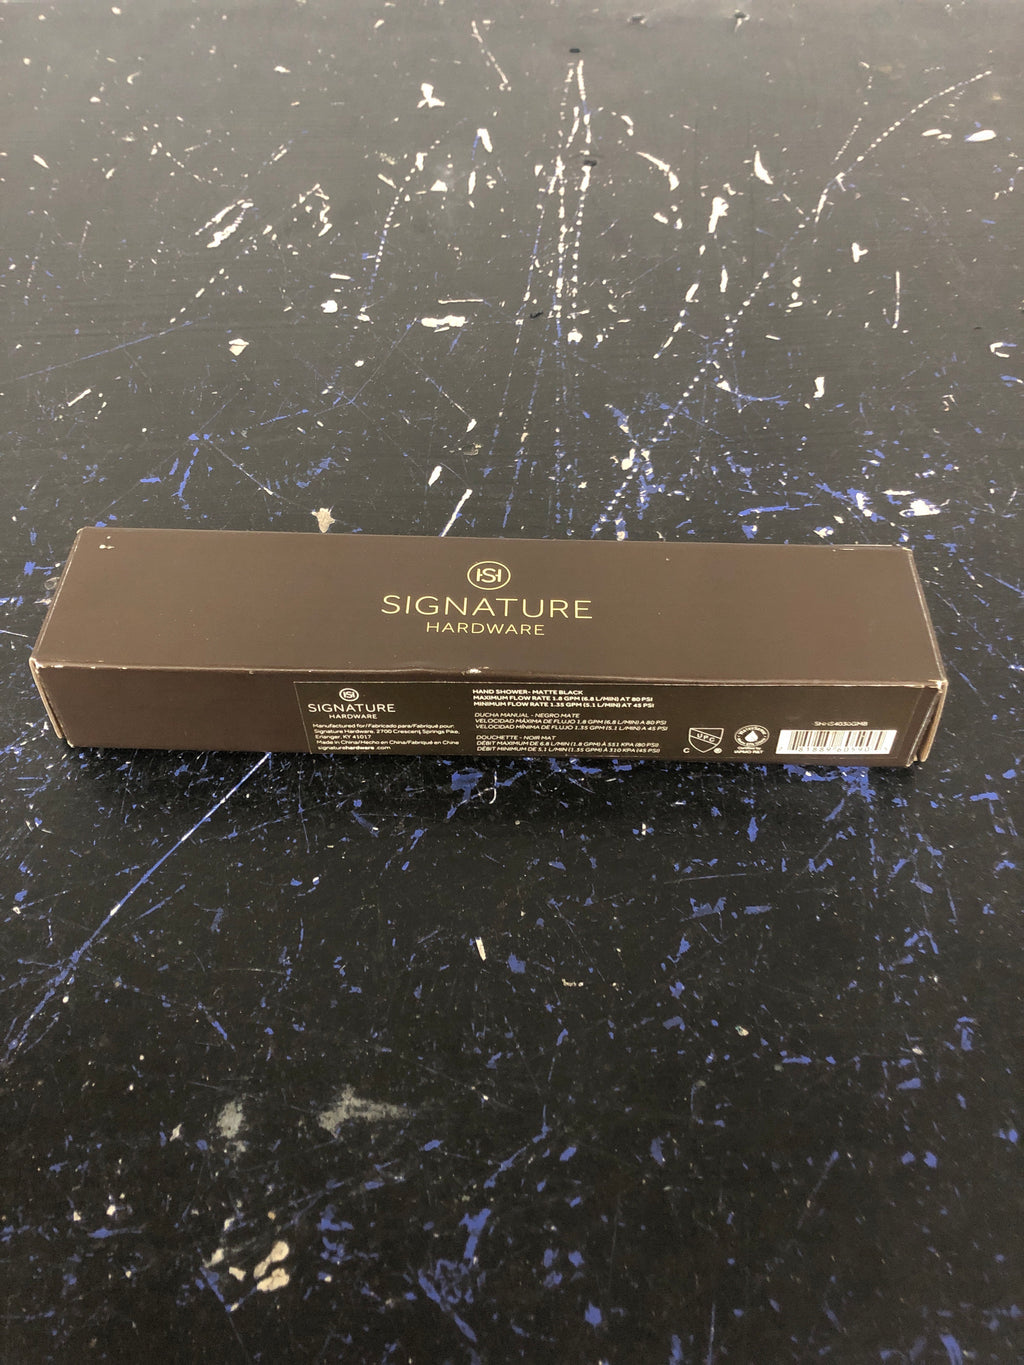 SIGNATURE
HARDWARE
SIGNATURE
HARDWARE
Manufactured for/Fabricado para/Fabriqué pour:
Signature Hardware, 2700 Crescent Springs Pike,
Erlanger, KY 41017
Made in China/Hecho en China/Fabriqué en Chine
signaturehardware.com
HAND SHOWER- MATTE BLACK
MAXIMUM FLOW RATE 1.8 GPM (6.8 L/MIN) AT 80 PSI
MINIMUM FLOW RATE 1.35 GPM (5.1 L/MIN) AT 45 PSI
DUCHA MANUAL - NEGRO MATE
VELOCIDAD MÁXIMA DE FLUJO 1.8 GPM (6.8 L/MIN) A 80 PSI
VELOCIDAD MÍNIMA DE FLUJO 1.35 GPM (5.1 L/MIN) A 45 PSI
DOUCHETTE - NOIR MAT
DÉBIT MAXIMUM DE 6.8 L/MIN (1.8 GPM) À 551 KPA (80 PSI)
DÉBIT MINIMUM DE 5.1 L/MIN (1.35 GPM) À 310 KPA (45 PSI)
UPC
C
®